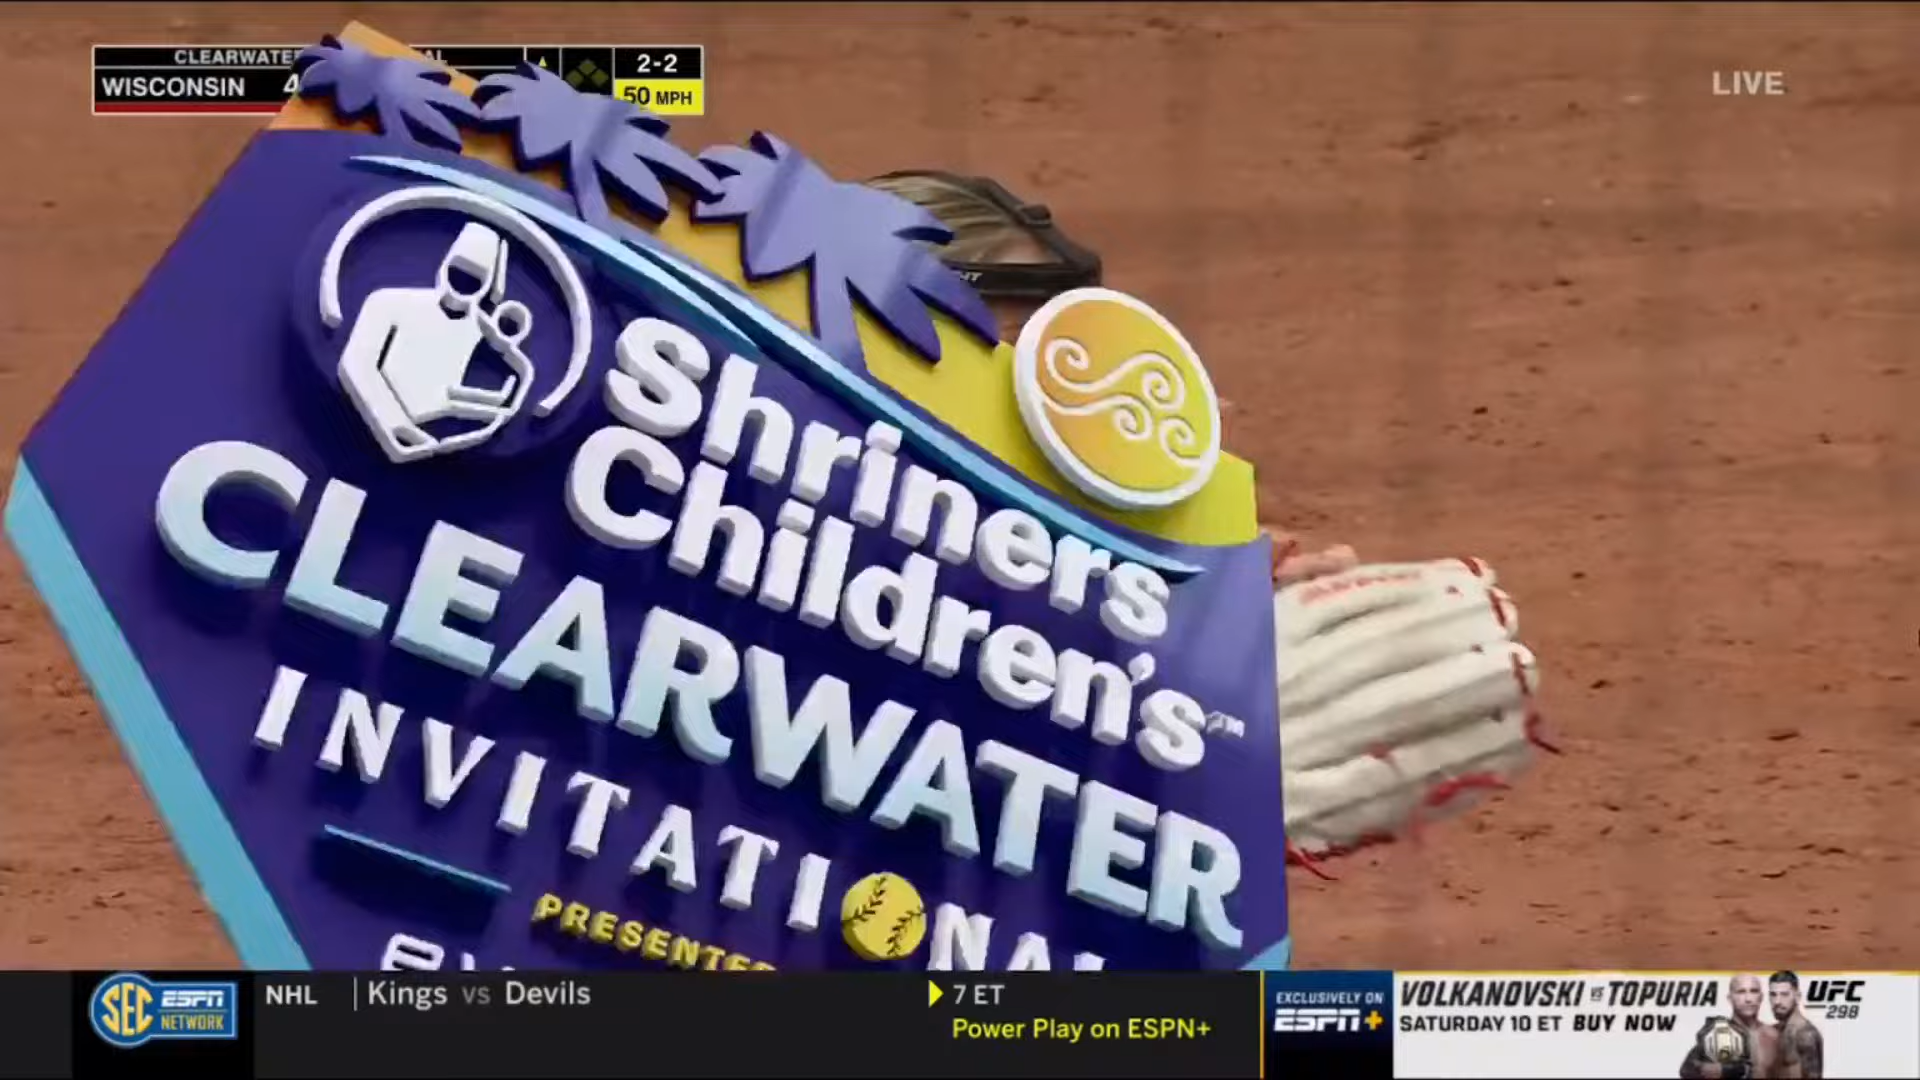 CLEARWATER
WISCONSIN 4
2-2
50 MPH
LIVE
Shriners
Children's™
CLEARWATER
INVITATIONAL
PRESENTED
SEC ESPN NETWORK
NHL | Kings vs Devils
7 ET
Power Play on ESPN+
EXCLUSIVELY ON
ESPN+
VOLKANOVSKI VS TOPURIA
SATURDAY 10 ET BUY NOW
UFC
298